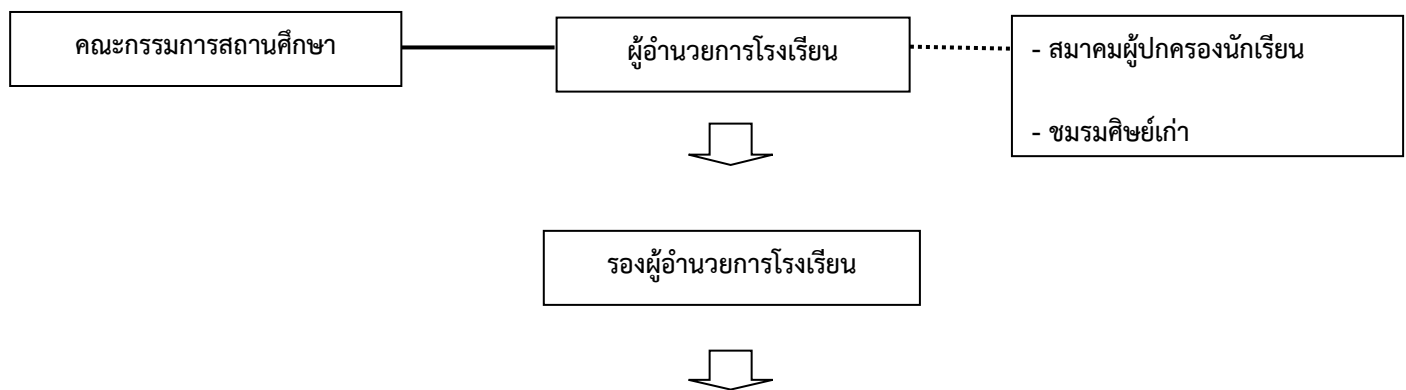 คณะกรรมการสถานศึกษา
ผู้อำนวยการโรงเรียน
- สมาคมผู้ปกครองนักเรียน
- ชมรมศิษย์เก่า
รองผู้อำนวยการโรงเรียน